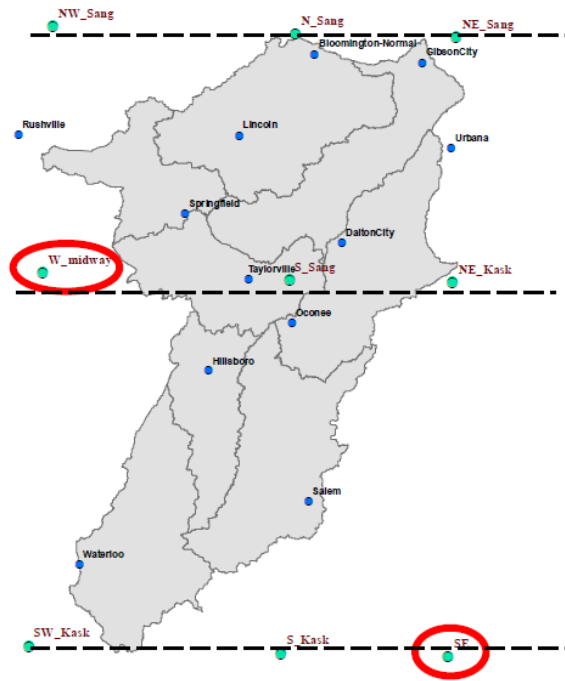 NW_Sang
N_Sang
NE_Sang
Bloomington-Normal
GibsonCity
Rushville
Lincoln
Urbana
Springfield
DaltonCity
W_midway
Taylorville
S_Sang
NE_Kask
Oconee
Hillsboro
Salem
Waterloo
SW_Kask
S_Kask
SE